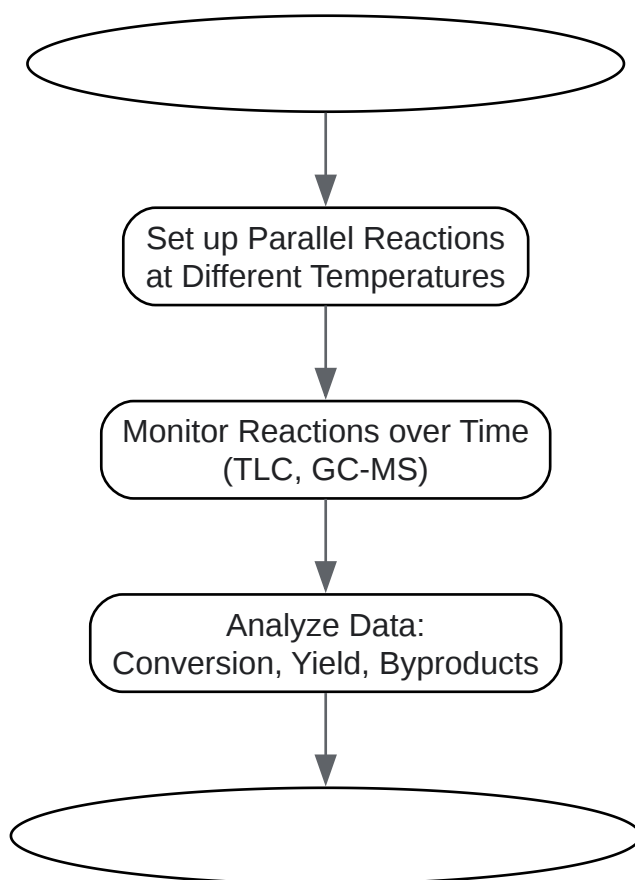 Set up Parallel Reactions
at Different Temperatures
Monitor Reactions over Time
(TLC, GC-MS)
Analyze Data:
Conversion, Yield, Byproducts